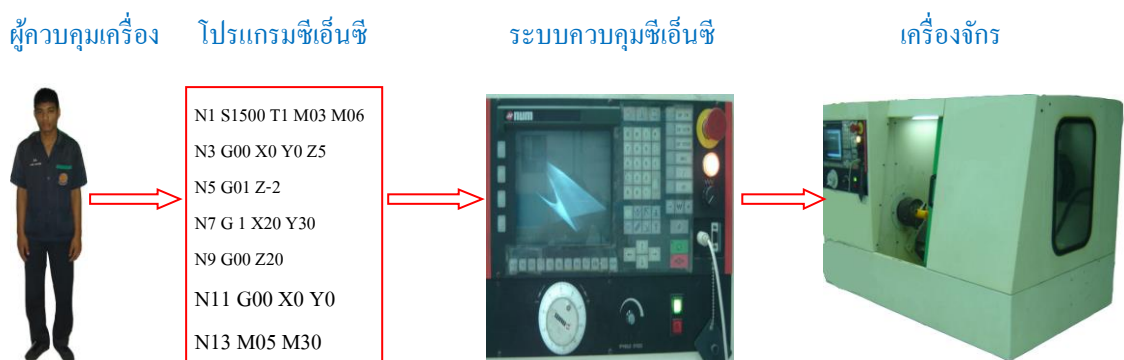 ผู้ควบคุมเครื่อง
โปรแกรมซีเอ็นซี
ระบบควบคุมซีเอ็นซี
เครื่องจักร
N1 S1500 T1 M03 M06
N3 G00 X0 Y0 Z5
N5 G01 Z-2
N7 G 1 X20 Y30
N9 G00 Z20
N11 G00 X0 Y0
N13 M05 M30
num